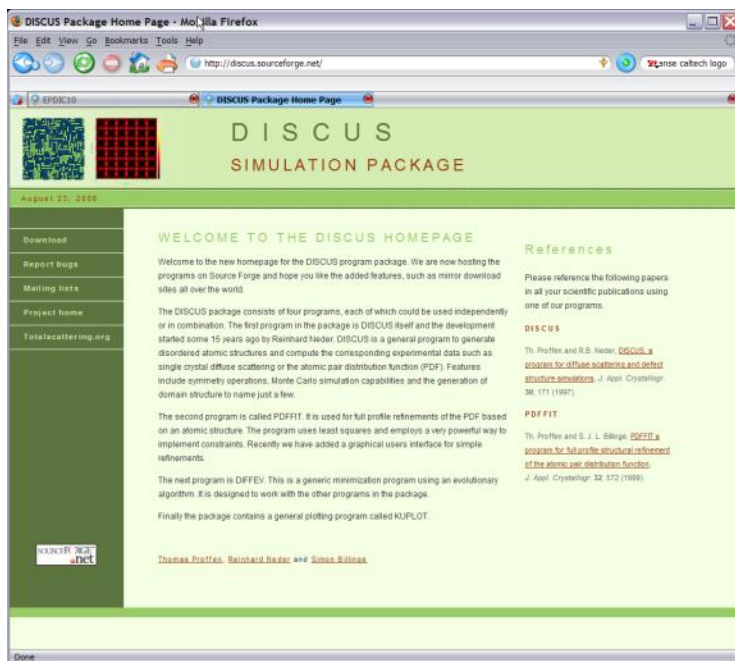 DISCUS Package Home Page - Mozilla Firefox
File Edit View Go Bookmarks Tools Help
http://discus.sourceforge.net/
caltech logo
EPDIC10
DISCUS Package Home Page
DISCUS
SIMULATION PACKAGE
August 23, 2006
Download
Report bugs
Mailing lists
Project home
Totalscattering.org
SOURCEFORGE
.net
WELCOME TO THE DISCUS HOMEPAGE
Welcome to the new homepage for the DISCUS program package. We are now hosting the
programs on Source Forge and hope you like the added features, such as mirror download
sites all over the world.
The DISCUS package consists of four programs, each of which could be used independently
or in combination. The first program in the package is DISCUS itself and the development
started some 15 years ago by Reinhard Neder. DISCUS is a general program to generate
disordered atomic structures and compute the corresponding experimental data such as
single crystal diffuse scattering or the atomic pair distribution function (PDF). Features
include symmetry operations, Monte Carlo simulation capabilities and the generation of
domain structure to name just a few.
The second program is called PDFFIT. It is used for full profile refinements of the PDF based
on an atomic structure. The program uses least squares and employs a very powerful way to
implement constraints. Recently we have added a graphical users interface for simple
refinements.
The next program is DIFFEV. This is a generic minimization program using an evolutionary
algorithm. It is designed to work with the other programs in the package.
Finally the package contains a general plotting program called KUPLOT.
Thomas Proffen, Reinhard Neder and Simon Billinge
References
Please reference the following papers
in all your scientific publications using
one of our programs.
DISCUS
Th. Proffen and R.B. Neder, DISCUS, a
program for diffuse scattering and defect
structure simulations, J. Appl. Crystallogr.
30, 171 (1997).
PDFFIT
Th. Proffen and S. J. L. Billinge, PDFFIT a
program for full profile structural refinement
of the atomic pair distribution function,
J. Appl. Crystallogr. 32, 572 (1999).
Done